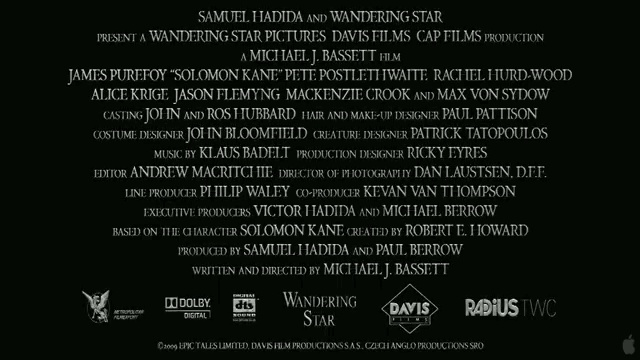 SAMUEL HADIDA AND WANDERING STAR
PRESENT A WANDERING STAR PICTURES DAVIS FILMS CAP FILMS PRODUCTION
A MICHAEL J. BASSETT FILM
JAMES PUREFOY "SOLOMON KANE" PETE POSTLETHWAITE RACHEL HURD-WOOD
ALICE KRIGE JASON FLEMYNG MACKENZIE CROOK AND MAX VON SYDOW
CASTING JOHN AND ROS HUBBARD HAIR AND MAKE-UP DESIGNER PAUL PATTISON
COSTUME DESIGNER JOHN BLOOMFIELD CREATURE DESIGNER PATRICK TATOPOULOS
MUSIC BY KLAUS BADELT PRODUCTION DESIGNER RICKY EYRES
EDITOR ANDREW MACRITCHIE DIRECTOR OF PHOTOGRAPHY DAN LAUSTSEN, D.F.F.
LINE PRODUCER PHILIP WALEY CO-PRODUCER KEVAN VAN THOMPSON
EXECUTIVE PRODUCERS VICTOR HADIDA AND MICHAEL BERROW
BASED ON THE CHARACTER SOLOMON KANE CREATED BY ROBERT E. HOWARD
PRODUCED BY SAMUEL HADIDA AND PAUL BERROW
WRITTEN AND DIRECTED BY MICHAEL J. BASSETT
METROPOLITAN FILMEXPORT
DOLBY DIGITAL
DIGITAL dts SOUND
WANDERING STAR
DAVIS FILMS
RADiUS TWC
©2009 EPIC TALES LIMITED, DAVIS FILM PRODUCTIONS S.A.S., CZECH ANGLO PRODUCTIONS SRO